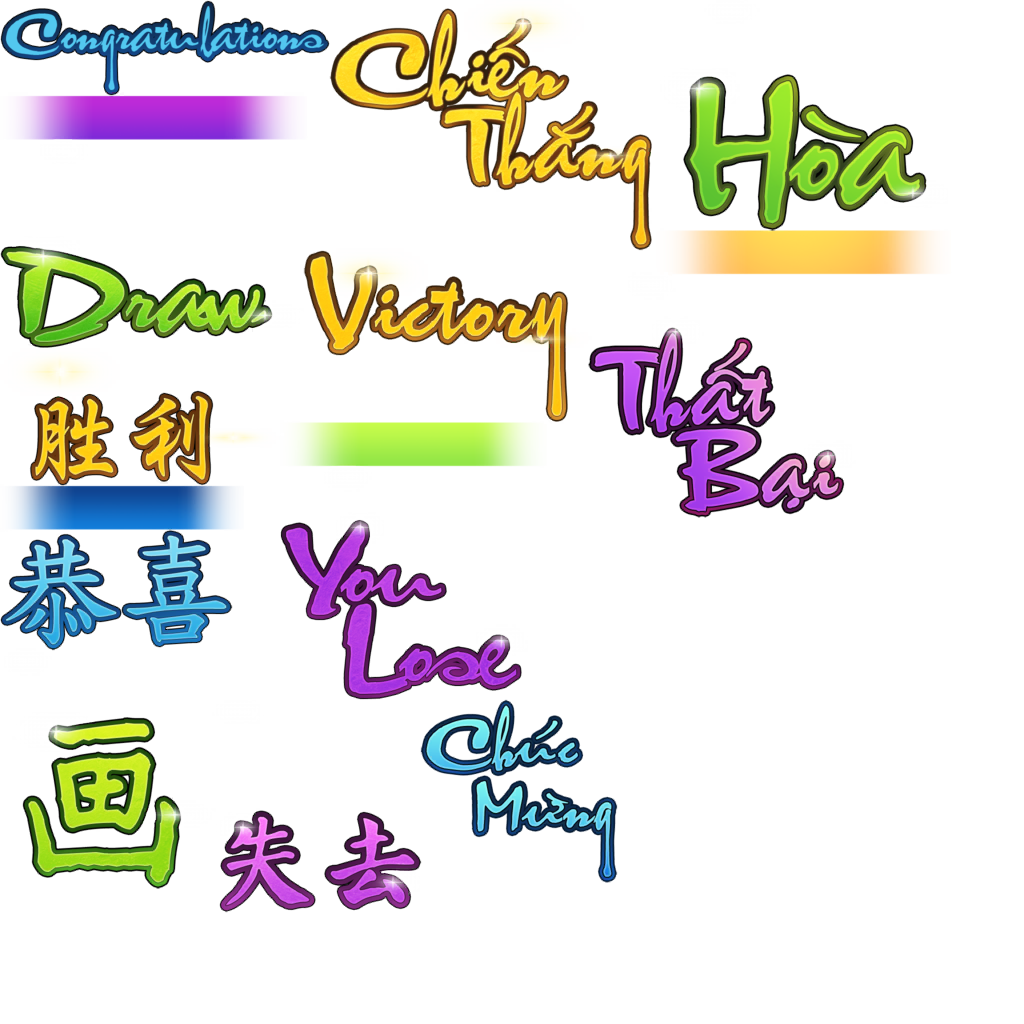 Congratulations
Chiến
Thắng
Hòa
Draw
Victory
Thất
Bại
胜利
恭喜
You
Lose
Chúc
Mừng
画
失去